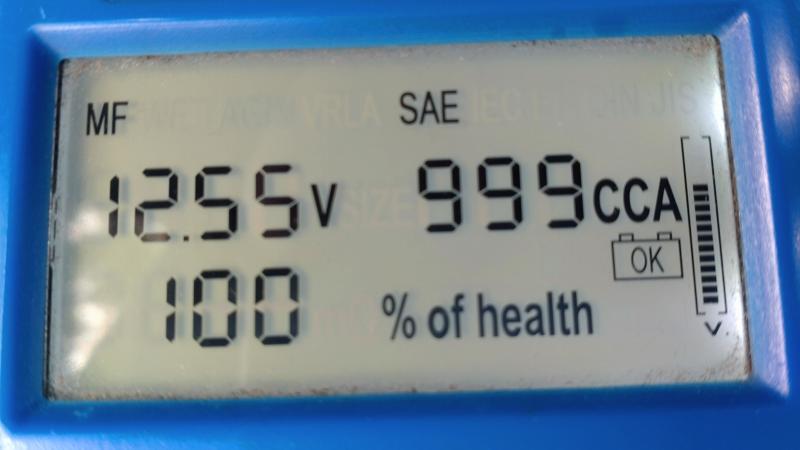 MF SAE
12.55 V 999 CCA
OK
100 % of health